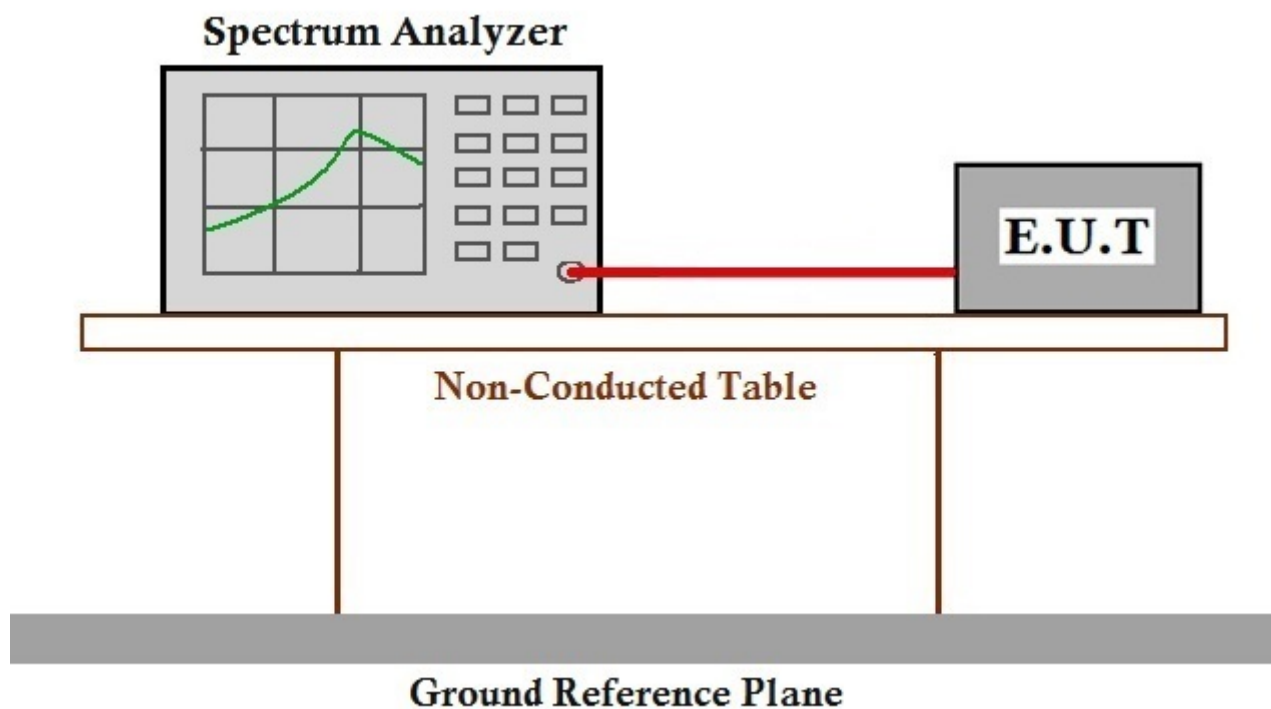 Spectrum Analyzer
E.U.T
Non-Conducted Table
Ground Reference Plane